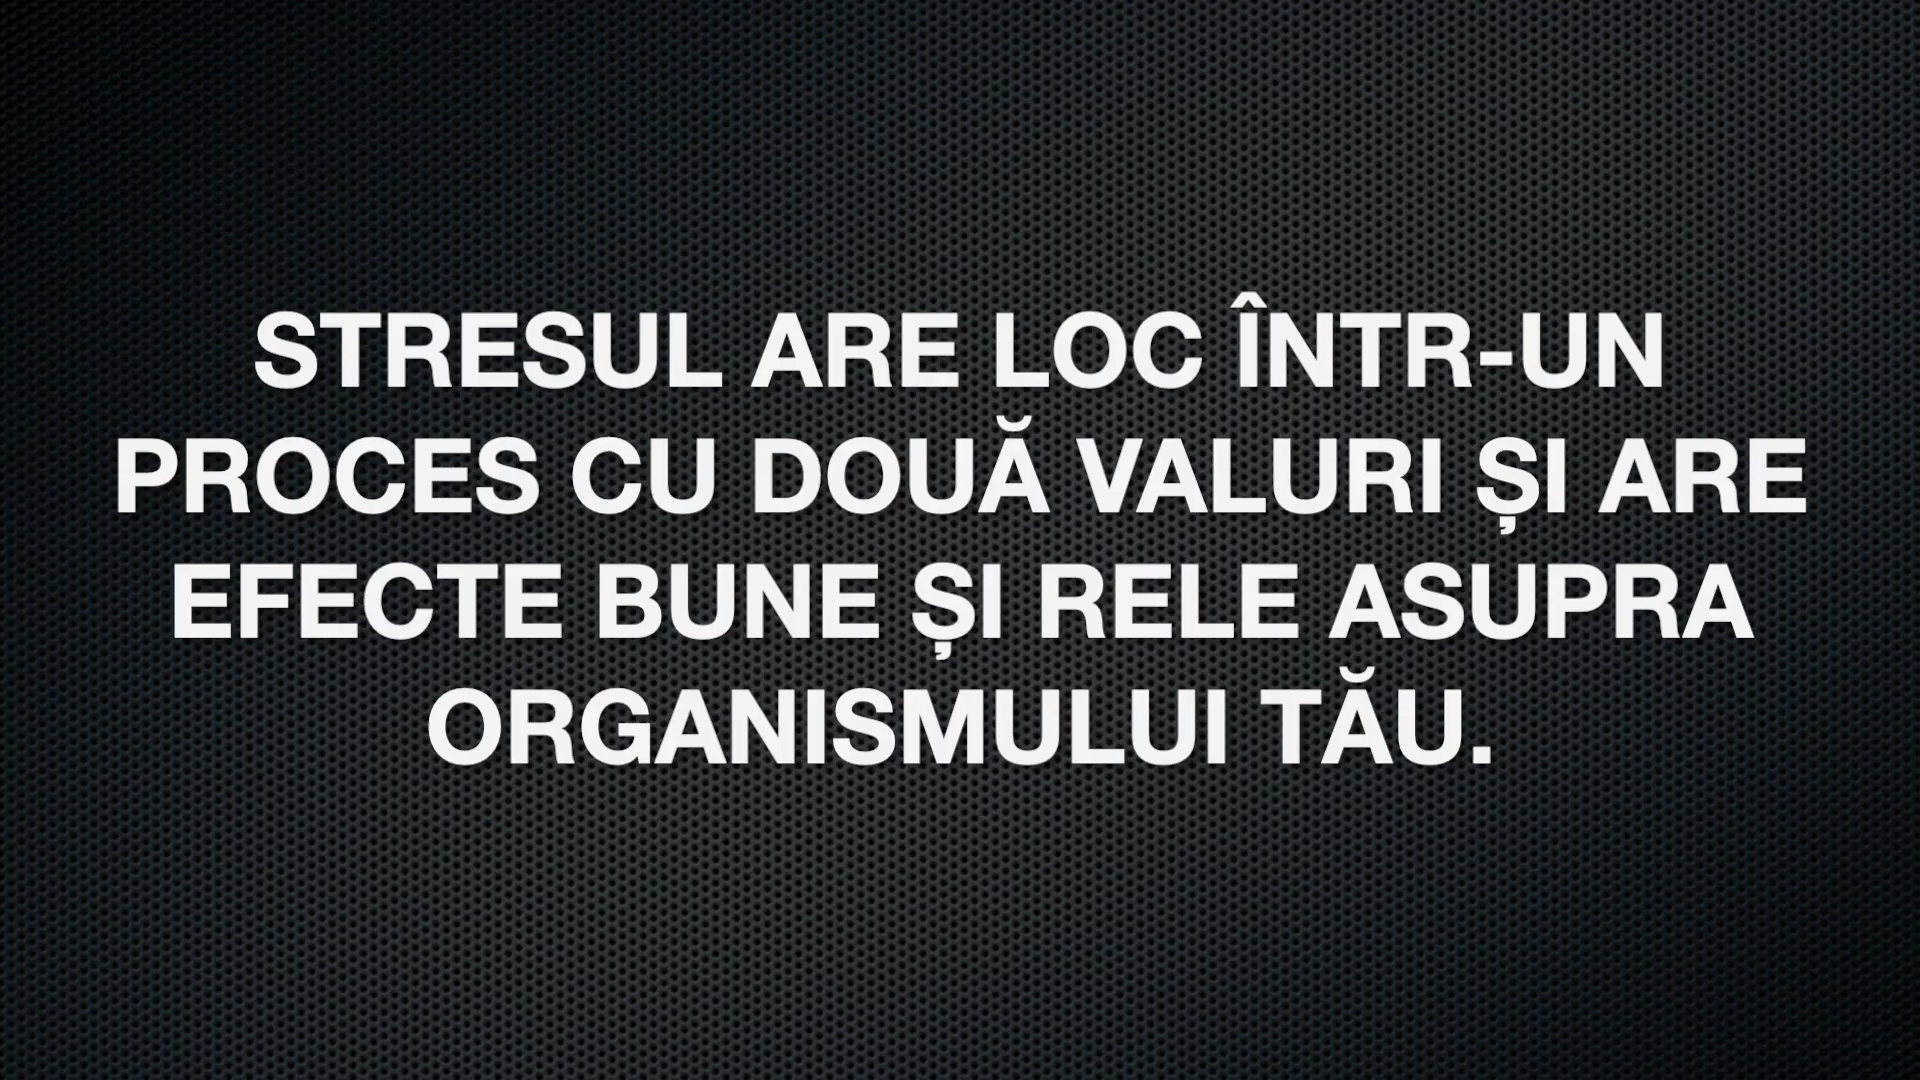 STRESUL ARE LOC ÎNTR-UN
PROCES CU DOUĂ VALURI ȘI ARE
EFECTE BUNE ȘI RELE ASUPRA
ORGANISMULUI TĂU.